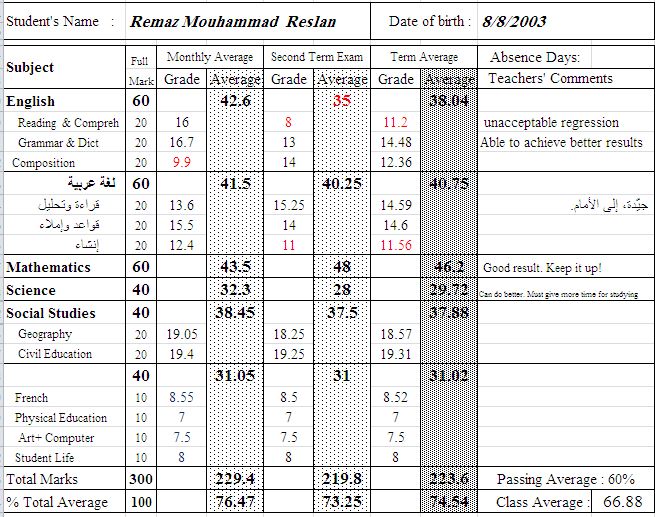 Student's Name : Remaz Mouhammad Reslan Date of birth : 8/8/2003
Subject Full Mark Monthly Average Second Term Exam Term Average Absence Days:
Grade Average Grade Average Grade Average Teachers' Comments
English 60 42.6 35 38.04
Reading & Compreh 20 16 8 11.2 unacceptable regression
Grammar & Dict 20 16.7 13 14.48 Able to achieve better results
Composition 20 9.9 14 12.36
لغة عربية 60 41.5 40.25 40.75
قراءة وتحليل 20 13.6 15.25 14.59 جيّدة، إلى الأمام.
قواعد وإملاء 20 15.5 14 14.6
إنشاء 20 12.4 11 11.56
Mathematics 60 43.5 48 46.2 Good result. Keep it up!
Science 40 32.3 28 29.72 Can do better. Must give more time for studying
Social Studies 40 38.45 37.5 37.88
Geography 20 19.05 18.25 18.57
Civil Education 20 19.4 19.25 19.31
40 31.05 31 31.02
French 10 8.55 8.5 8.52
Physical Education 10 7 7 7
Art+ Computer 10 7.5 7.5 7.5
Student Life 10 8 8 8
Total Marks 300 229.4 219.8 223.6 Passing Average : 60%
% Total Average 100 76.47 73.25 74.54 Class Average : 66.88